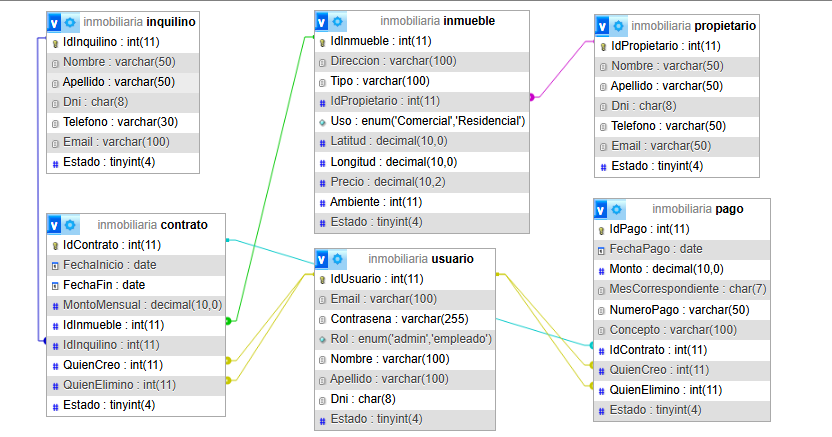 inmobiliaria inquilino
IdInquilino : int(11)
Nombre : varchar(50)
Apellido : varchar(50)
Dni : char(8)
Telefono : varchar(30)
Email : varchar(100)
Estado : tinyint(4)
inmobiliaria inmueble
IdInmueble : int(11)
Direccion : varchar(100)
Tipo : varchar(100)
IdPropietario : int(11)
Uso : enum('Comercial','Residencial')
Latitud : decimal(10,0)
Longitud : decimal(10,0)
Precio : decimal(10,2)
Ambiente : int(11)
Estado : tinyint(4)
inmobiliaria propietario
IdPropietario : int(11)
Nombre : varchar(50)
Apellido : varchar(50)
Dni : char(8)
Telefono : varchar(50)
Email : varchar(50)
Estado : tinyint(4)
inmobiliaria contrato
IdContrato : int(11)
FechaInicio : date
FechaFin : date
MontoMensual : decimal(10,0)
IdInmueble : int(11)
IdInquilino : int(11)
QuienCreo : int(11)
QuienElimino : int(11)
Estado : tinyint(4)
inmobiliaria usuario
IdUsuario : int(11)
Email : varchar(100)
Contrasena : varchar(255)
Rol : enum('admin','empleado')
Nombre : varchar(100)
Apellido : varchar(100)
Dni : char(8)
Estado : tinyint(4)
inmobiliaria pago
IdPago : int(11)
FechaPago : date
Monto : decimal(10,0)
MesCorrespondiente : char(7)
NumeroPago : varchar(50)
Concepto : varchar(100)
IdContrato : int(11)
QuienCreo : int(11)
QuienElimino : int(11)
Estado : tinyint(4)